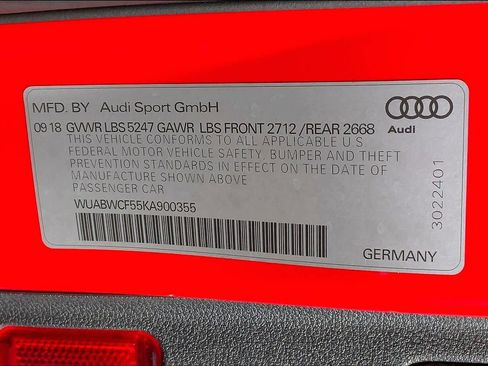 MFD. BY Audi Sport GmbH
09 18 GVWR LBS 5247 GAWR LBS FRONT 2712 /REAR 2668
THIS VEHICLE CONFORMS TO ALL APPLICABLE U S
FEDERAL MOTOR VEHICLE SAFETY, BUMPER AND THEFT
PREVENTION STANDARDS IN EFFECT ON THE DATE OF
MANUFACTURE SHOWN ABOVE
PASSENGER CAR
WUABWCF55KA900355
Audi
3022401
GERMANY